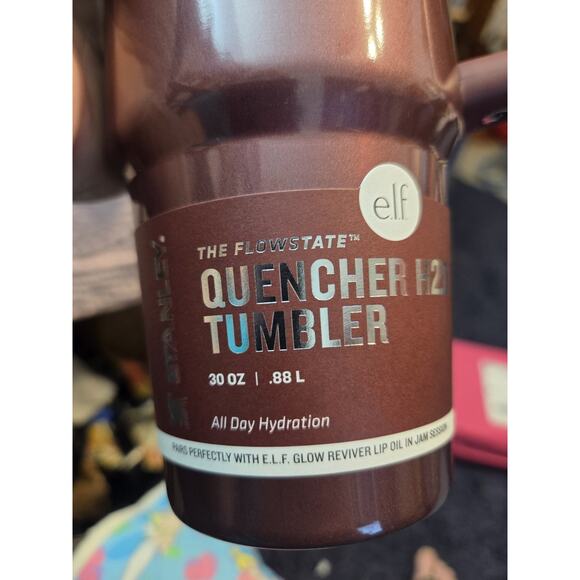 e.l.f.
STANLEY.
THE FLOWSTATE™
QUENCHER H2
TUMBLER
30 OZ | .88 L
All Day Hydration
PAIRS PERFECTLY WITH E.L.F. GLOW REVIVER LIP OIL IN JAM SESSION